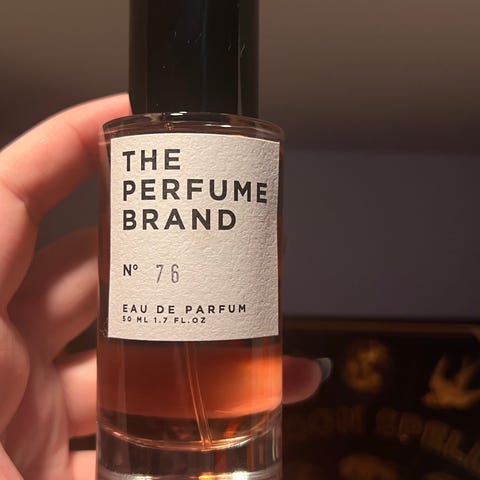 THE
PERFUME
BRAND
Nº 76
EAU DE PARFUM
50 ML 1.7 FL.OZ